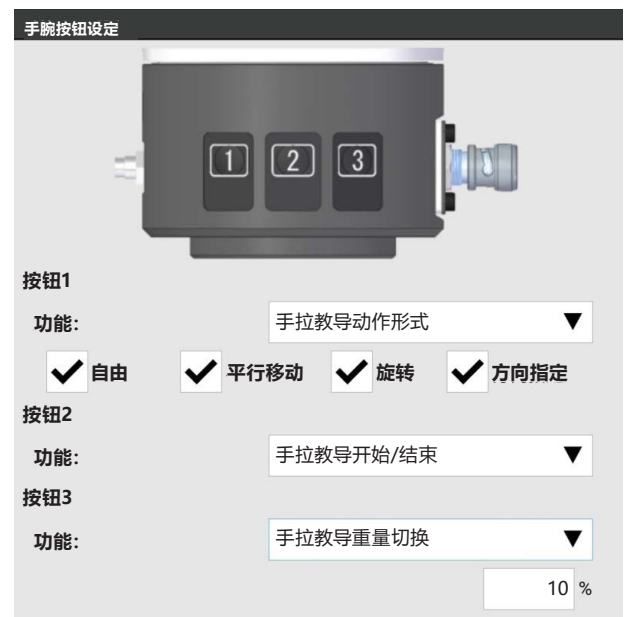 手腕按钮设定
1 2 3
按钮1
功能： 手拉教导动作形式 ▼
自由 平行移动 旋转 方向指定
按钮2
功能： 手拉教导开始/结束 ▼
按钮3
功能： 手拉教导重量切换 ▼
10 %